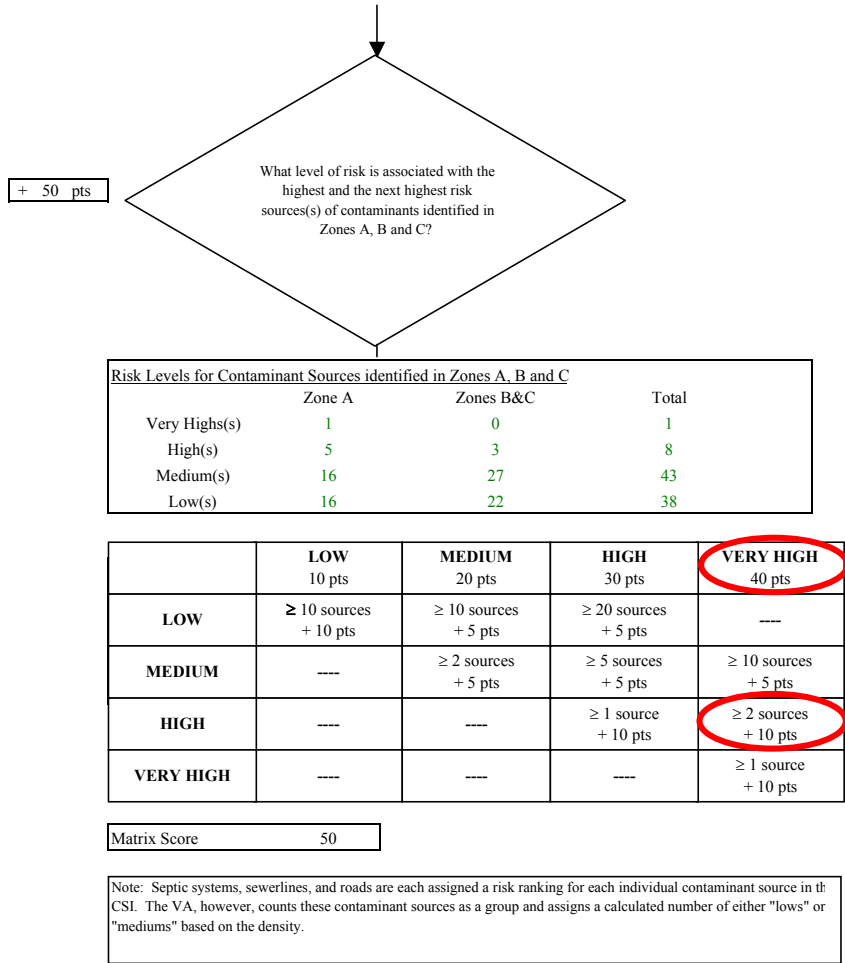 What level of risk is associated with the
highest and the next highest risk
sources(s) of contaminants identified in
Zones A, B and C?
+ 50 pts
Risk Levels for Contaminant Sources identified in Zones A, B and C
Zone A Zones B&C Total
Very Highs(s) 1 0 1
High(s) 5 3 8
Medium(s) 16 27 43
Low(s) 16 22 38
LOW MEDIUM HIGH VERY HIGH
10 pts 20 pts 30 pts 40 pts
LOW ≥ 10 sources + 10 pts ≥ 10 sources + 5 pts ≥ 20 sources + 5 pts ----
MEDIUM ---- ≥ 2 sources + 5 pts ≥ 5 sources + 5 pts ≥ 10 sources + 5 pts
HIGH ---- ---- ≥ 1 source + 10 pts ≥ 2 sources + 10 pts
VERY HIGH ---- ---- ---- ≥ 1 source + 10 pts
Matrix Score 50
Note: Septic systems, sewerlines, and roads are each assigned a risk ranking for each individual contaminant source in th
CSI. The VA, however, counts these contaminant sources as a group and assigns a calculated number of either "lows" or
"mediums" based on the density.